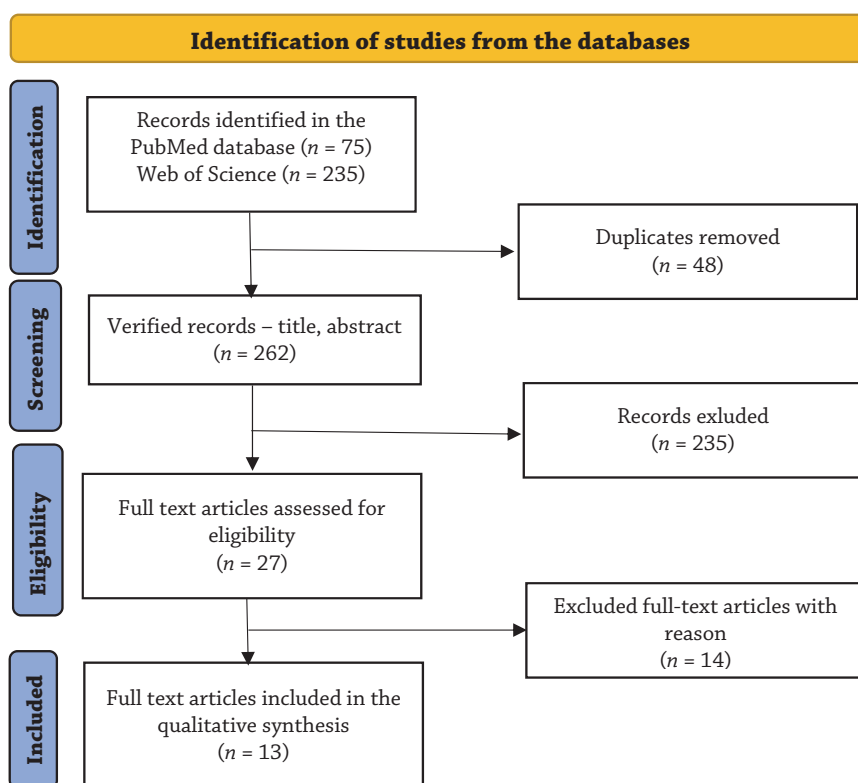 Identification of studies from the databases
Identification
Records identified in the
PubMed database (n = 75)
Web of Science (n = 235)
Duplicates removed
(n = 48)
Screening
Verified records – title, abstract
(n = 262)
Records exluded
(n = 235)
Eligibility
Full text articles assessed for
eligibility
(n = 27)
Excluded full-text articles with
reason
(n = 14)
Included
Full text articles included in the
qualitative synthesis
(n = 13)